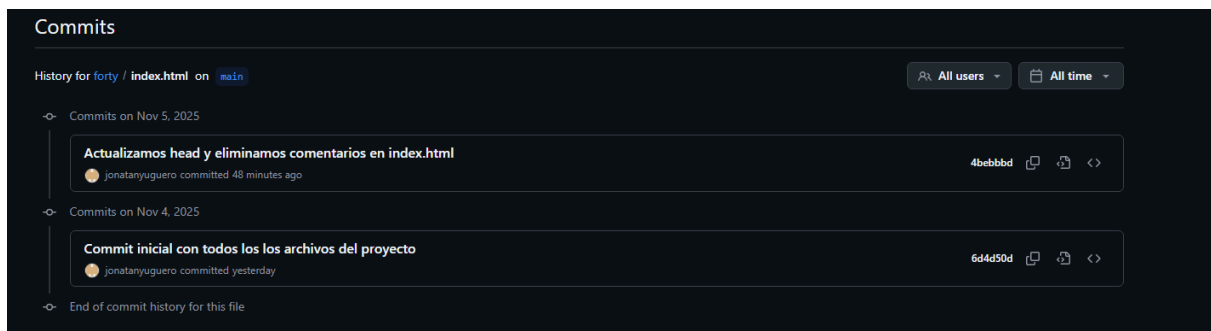 Commits
History for forty / index.html on main
All users All time
Commits on Nov 5, 2025
Actualizamos head y eliminamos comentarios en index.html
4bebbbd
jonatanyuguero committed 48 minutes ago
Commits on Nov 4, 2025
Commit inicial con todos los los archivos del proyecto
6d4d50d
jonatanyuguero committed yesterday
End of commit history for this file